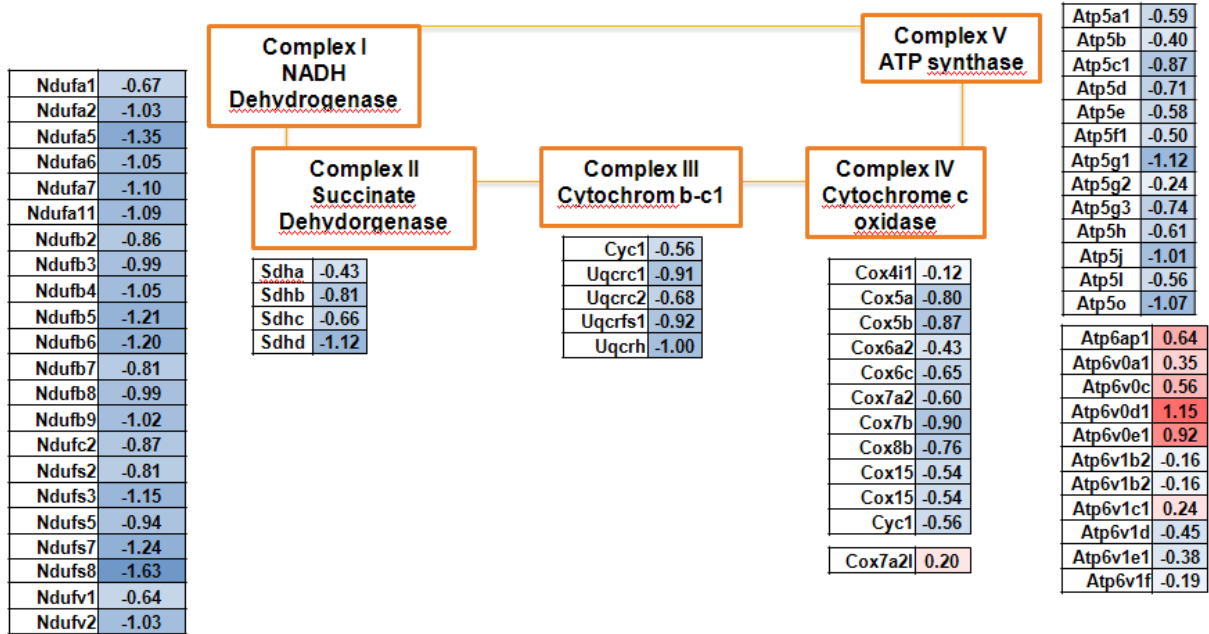 Complex I
NADH
Dehydrogenase
Complex V
ATP synthase
Complex II
Succinate
Dehydorgenase
Complex III
Cytochrom b-c1
Complex IV
Cytochrome c
oxidase
Ndufa1 -0.67
Ndufa2 -1.03
Ndufa5 -1.35
Ndufa6 -1.05
Ndufa7 -1.10
Ndufa11 -1.09
Ndufb2 -0.86
Ndufb3 -0.99
Ndufb4 -1.05
Ndufb5 -1.21
Ndufb6 -1.20
Ndufb7 -0.81
Ndufb8 -0.99
Ndufb9 -1.02
Ndufc2 -0.87
Ndufs2 -0.81
Ndufs3 -1.15
Ndufs5 -0.94
Ndufs7 -1.24
Ndufs8 -1.63
Ndufv1 -0.64
Ndufv2 -1.03
Sdha -0.43
Sdhb -0.81
Sdhc -0.66
Sdhd -1.12
Cyc1 -0.56
Uqcrc1 -0.91
Uqcrc2 -0.68
Uqcrfs1 -0.92
Uqcrh -1.00
Cox4i1 -0.12
Cox5a -0.80
Cox5b -0.87
Cox6a2 -0.43
Cox6c -0.65
Cox7a2 -0.60
Cox7b -0.90
Cox8b -0.76
Cox15 -0.54
Cox15 -0.54
Cyc1 -0.56
Cox7a2l 0.20
Atp5a1 -0.59
Atp5b -0.40
Atp5c1 -0.87
Atp5d -0.71
Atp5e -0.58
Atp5f1 -0.50
Atp5g1 -1.12
Atp5g2 -0.24
Atp5g3 -0.74
Atp5h -0.61
Atp5j -1.01
Atp5l -0.56
Atp5o -1.07
Atp6ap1 0.64
Atp6v0a1 0.35
Atp6v0c 0.56
Atp6v0d1 1.15
Atp6v0e1 0.92
Atp6v1b2 -0.16
Atp6v1b2 -0.16
Atp6v1c1 0.24
Atp6v1d -0.45
Atp6v1e1 -0.38
Atp6v1f -0.19